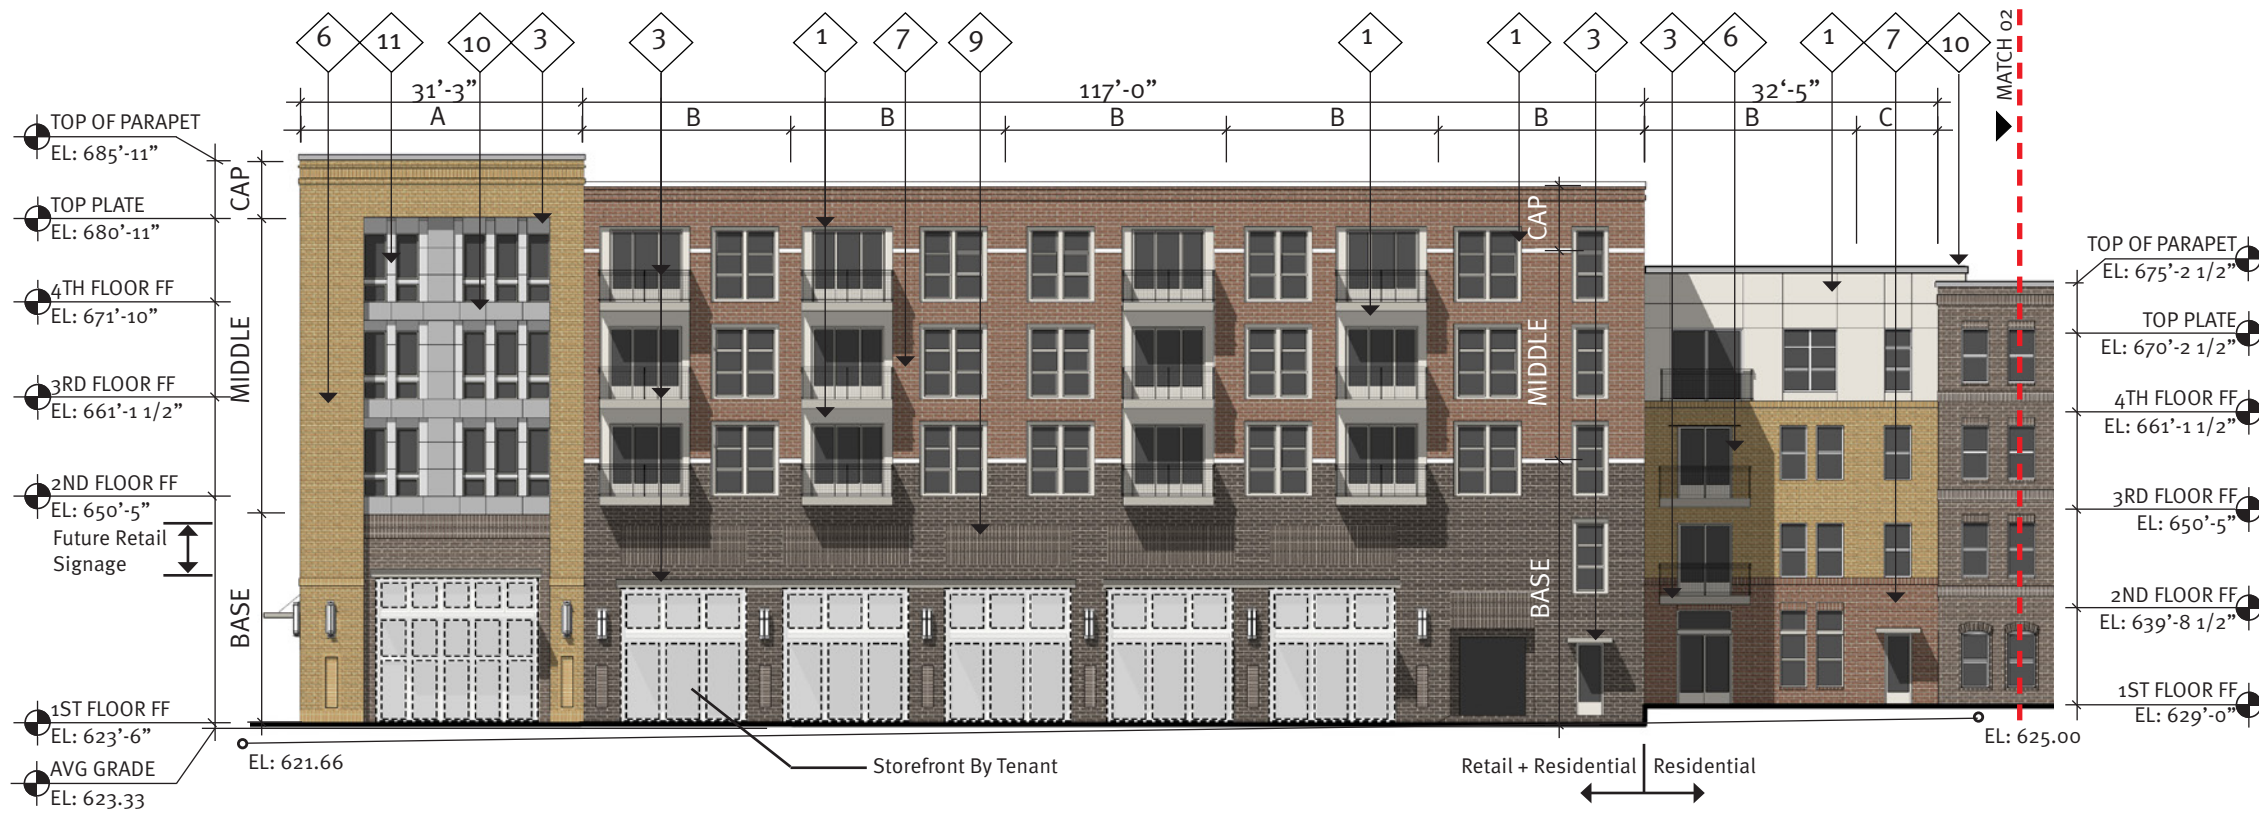 6 11 10 3 3 1 7 9 1 1 3 3 6 1 7 10
MATCH 02
31'-3" 117'-0" 32'-5"
A B B B B B B C
TOP OF PARAPET
EL: 685'-11"
TOP PLATE
EL: 680'-11"
4TH FLOOR FF
EL: 671'-10"
3RD FLOOR FF
EL: 661'-1 1/2"
2ND FLOOR FF
EL: 650'-5"
Future Retail
Signage
1ST FLOOR FF
EL: 623'-6"
AVG GRADE
EL: 623.33
CAP
MIDDLE
BASE
CAP
MIDDLE
BASE
TOP OF PARAPET
EL: 675'-2 1/2"
TOP PLATE
EL: 670'-2 1/2"
4TH FLOOR FF
EL: 661'-1 1/2"
3RD FLOOR FF
EL: 650'-5"
2ND FLOOR FF
EL: 639'-8 1/2"
1ST FLOOR FF
EL: 629'-0"
EL: 625.00
EL: 621.66
Storefront By Tenant
Retail + Residential
Residential